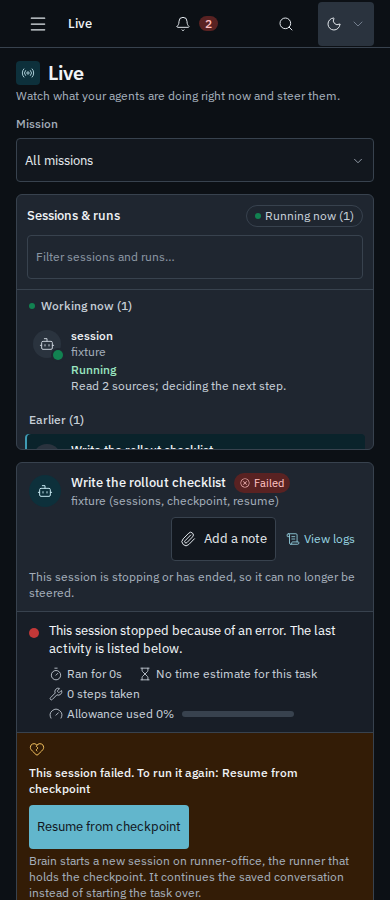 Live
2
Live
Watch what your agents are doing right now and steer them.
Mission
All missions
Sessions & runs
Running now (1)
Filter sessions and runs...
Working now (1)
session
fixture
Running
Read 2 sources; deciding the next step.
Earlier (1)
Write the rollout checklist
Write the rollout checklist
Failed
fixture (sessions, checkpoint, resume)
Add a note
View logs
This session is stopping or has ended, so it can no longer be
steered.
This session stopped because of an error. The last
activity is listed below.
Ran for 0s
No time estimate for this task
0 steps taken
Allowance used 0%
This session failed. To run it again: Resume from
checkpoint
Resume from checkpoint
Brain starts a new session on runner-office, the runner that
holds the checkpoint. It continues the saved conversation
instead of starting the task over.